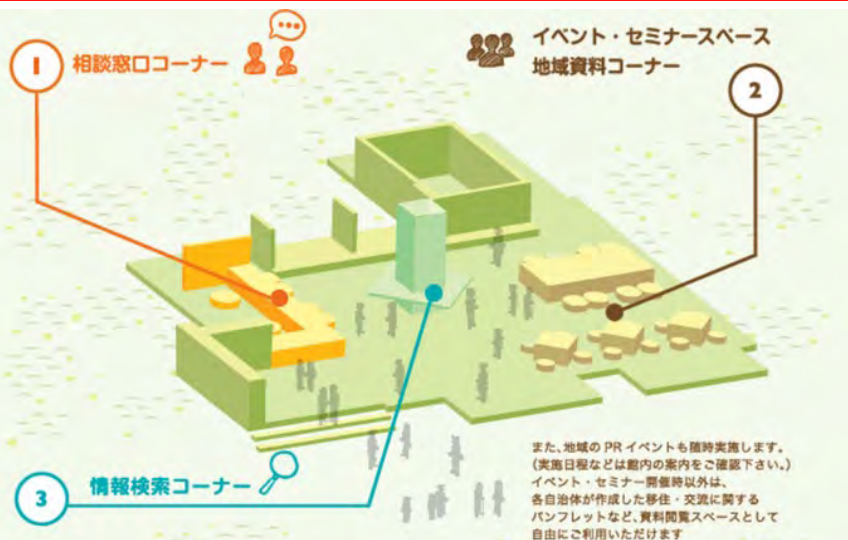 1
相談窓口コーナー
イベント・セミナースペース
地域資料コーナー
2
3
情報検索コーナー
また、地域の PR イベントも随時実施します。
(実施日程などは館内の案内をご確認下さい。)
イベント・セミナー開催時以外は、
各自治体が作成した移住・交流に関する
パンフレットなど、資料閲覧スペースとして
自由にご利用いただけます